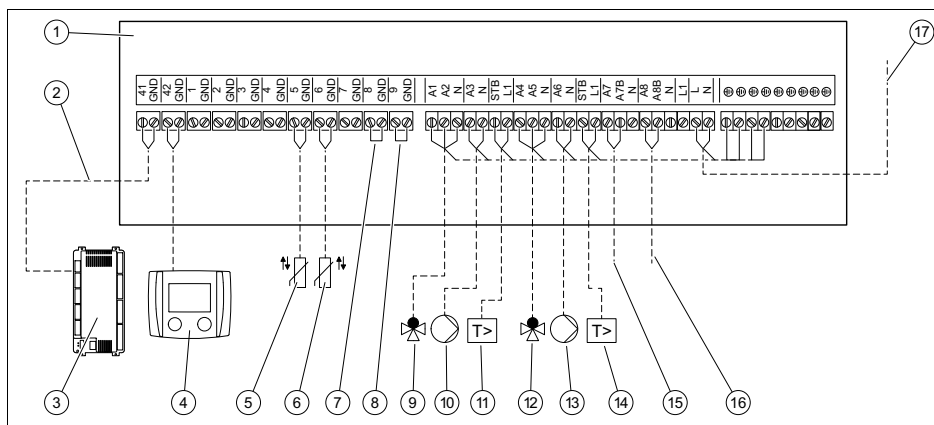 1
17
41 GND 42 GND 1 GND 2 GND 3 GND 4 GND 5 GND 6 GND 7 GND 8 GND 9 GND A1 A2 N A3 N STB L1 A4 A5 N A6 N STB L1 A7 A7B N A8 A8B N L1 L N
2
T> T>
3 4 5 6 7 8 9 10 11 12 13 14 15 16